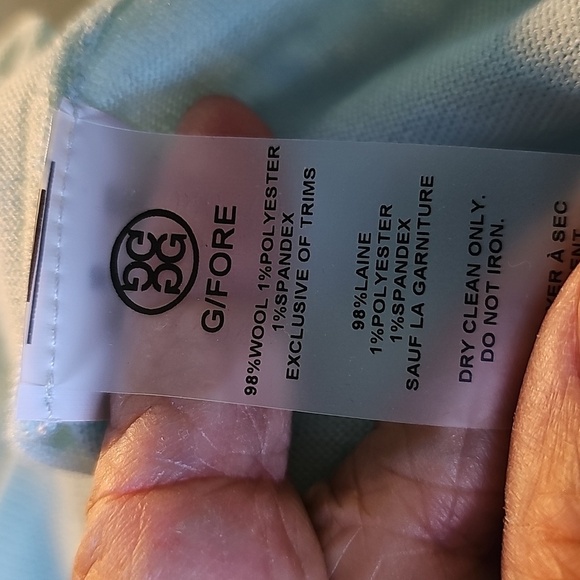 G/FORE
98%WOOL 1%POLYESTER
1%SPANDEX
EXCLUSIVE OF TRIMS
98%LAINE
1%POLYESTER
1%SPANDEX
SAUF LA GARNITURE
DRY CLEAN ONLY.
DO NOT IRON.
À SEC